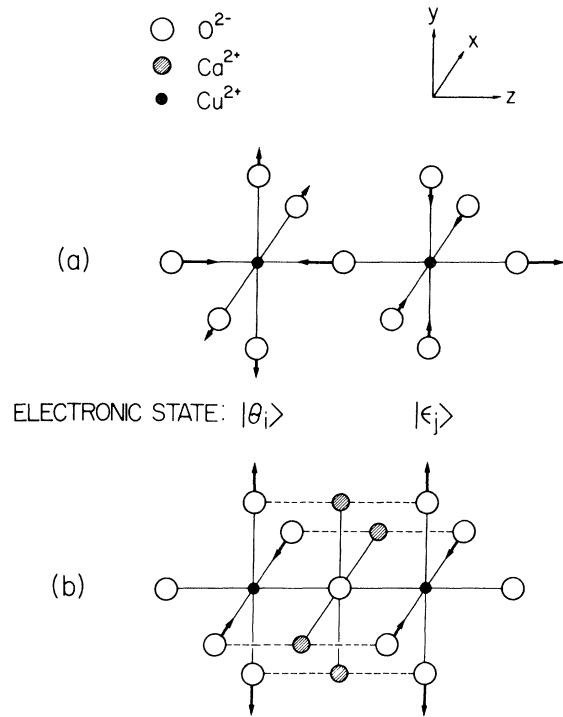 O²⁻
Ca²⁺
Cu²⁺
y
x
z
(a)
ELECTRONIC STATE: |θᵢ> |ϵⱼ>
(b)